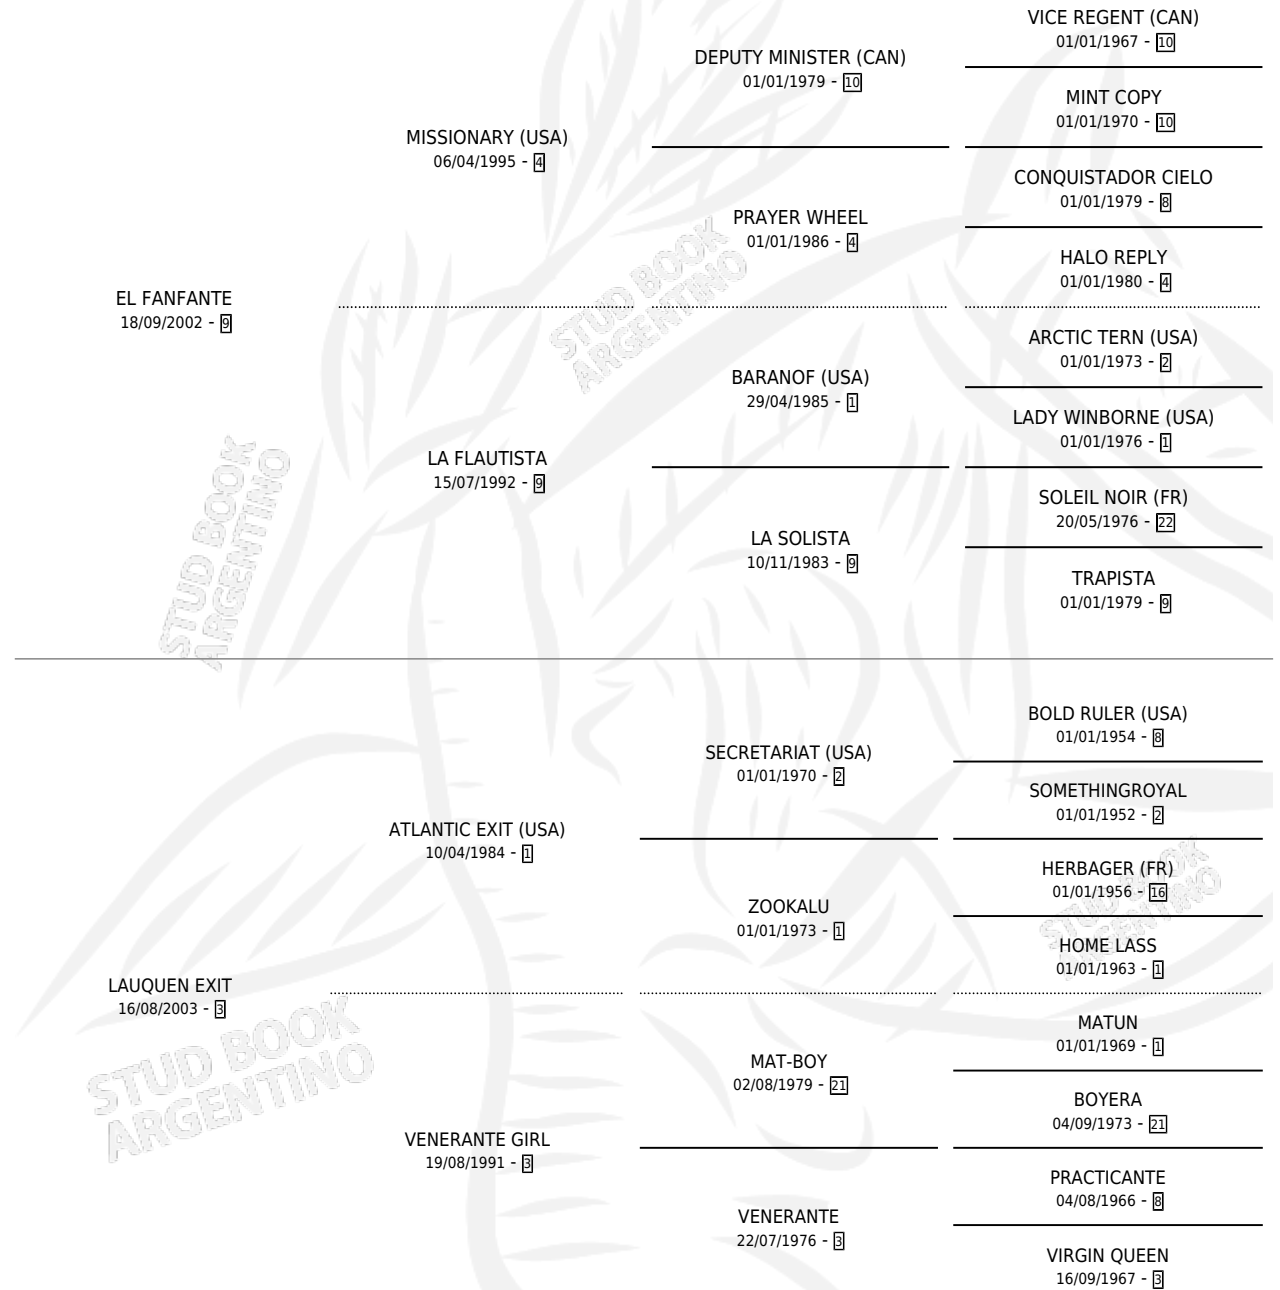 VICE REGENT (CAN)
01/01/1967 - 10
DEPUTY MINISTER (CAN)
01/01/1979 - 10
MINT COPY
01/01/1970 - 10
MISSIONARY (USA)
06/04/1995 - 4
CONQUISTADOR CIELO
01/01/1979 - 8
PRAYER WHEEL
01/01/1986 - 4
HALO REPLY
01/01/1980 - 4
EL FANFANTE
18/09/2002 - 9
ARCTIC TERN (USA)
01/01/1973 - 2
BARANOF (USA)
29/04/1985 - 1
LADY WINBORNE (USA)
01/01/1976 - 1
LA FLAUTISTA
15/07/1992 - 9
SOLEIL NOIR (FR)
20/05/1976 - 22
LA SOLISTA
10/11/1983 - 9
TRAPISTA
01/01/1979 - 9
STUD BOOK
ARGENTINO
STUD BOOK
ARGENTINO
BOLD RULER (USA)
01/01/1954 - 8
SECRETARIAT (USA)
01/01/1970 - 2
SOMETHINGROYAL
01/01/1952 - 2
ATLANTIC EXIT (USA)
10/04/1984 - 1
HERBAGER (FR)
01/01/1956 - 16
ZOOKALU
01/01/1973 - 1
HOME LASS
01/01/1963 - 1
LAUQUEN EXIT
16/08/2003 - 3
MATUN
01/01/1969 - 1
MAT-BOY
02/08/1979 - 21
BOYERA
04/09/1973 - 21
VENERANTE GIRL
19/08/1991 - 3
PRACTICANTE
04/08/1966 - 8
VENERANTE
22/07/1976 - 3
VIRGIN QUEEN
16/09/1967 - 3
STUD BOOK
ARGENTINO
STUD BOOK
ARGENTINO